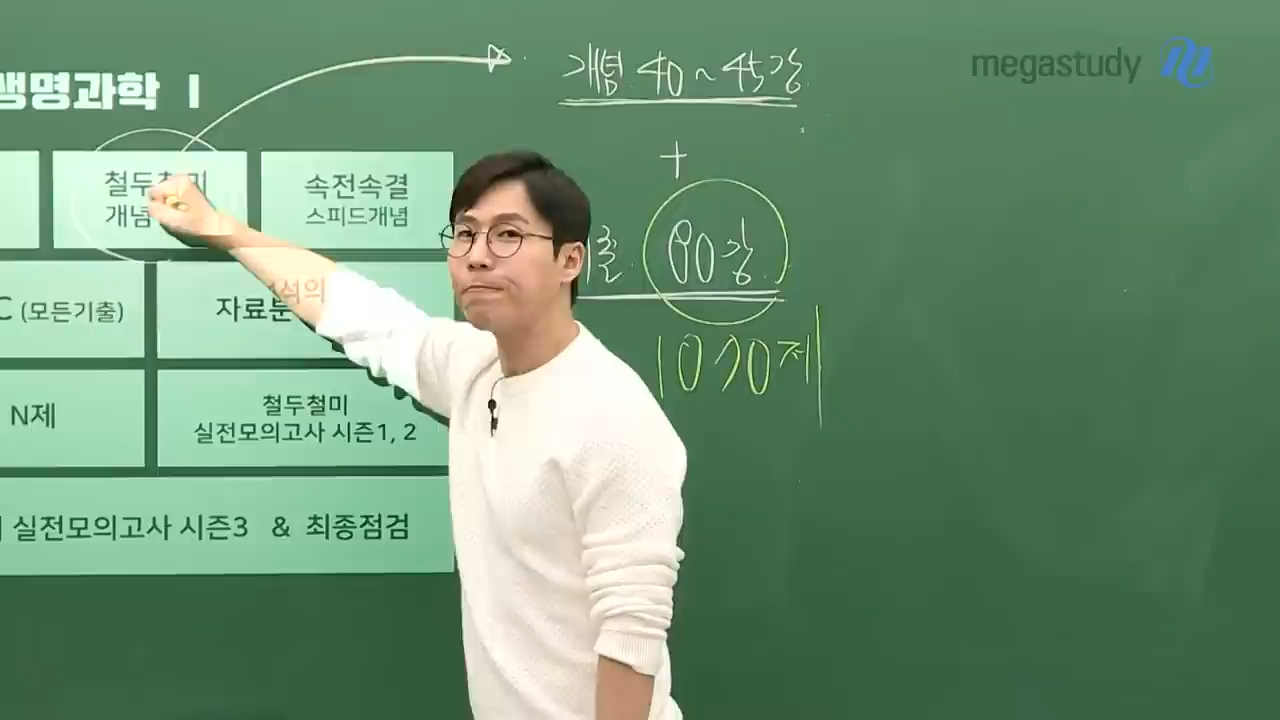 megastudy
생명과학 I
개념 40~45강
+
철두철미
개념
속전속결
스피드개념
80강
C (모든기출)
자료분석의
1070제
N제
철두철미
실전모의고사 시즌1, 2
실전모의고사 시즌3 & 최종점검